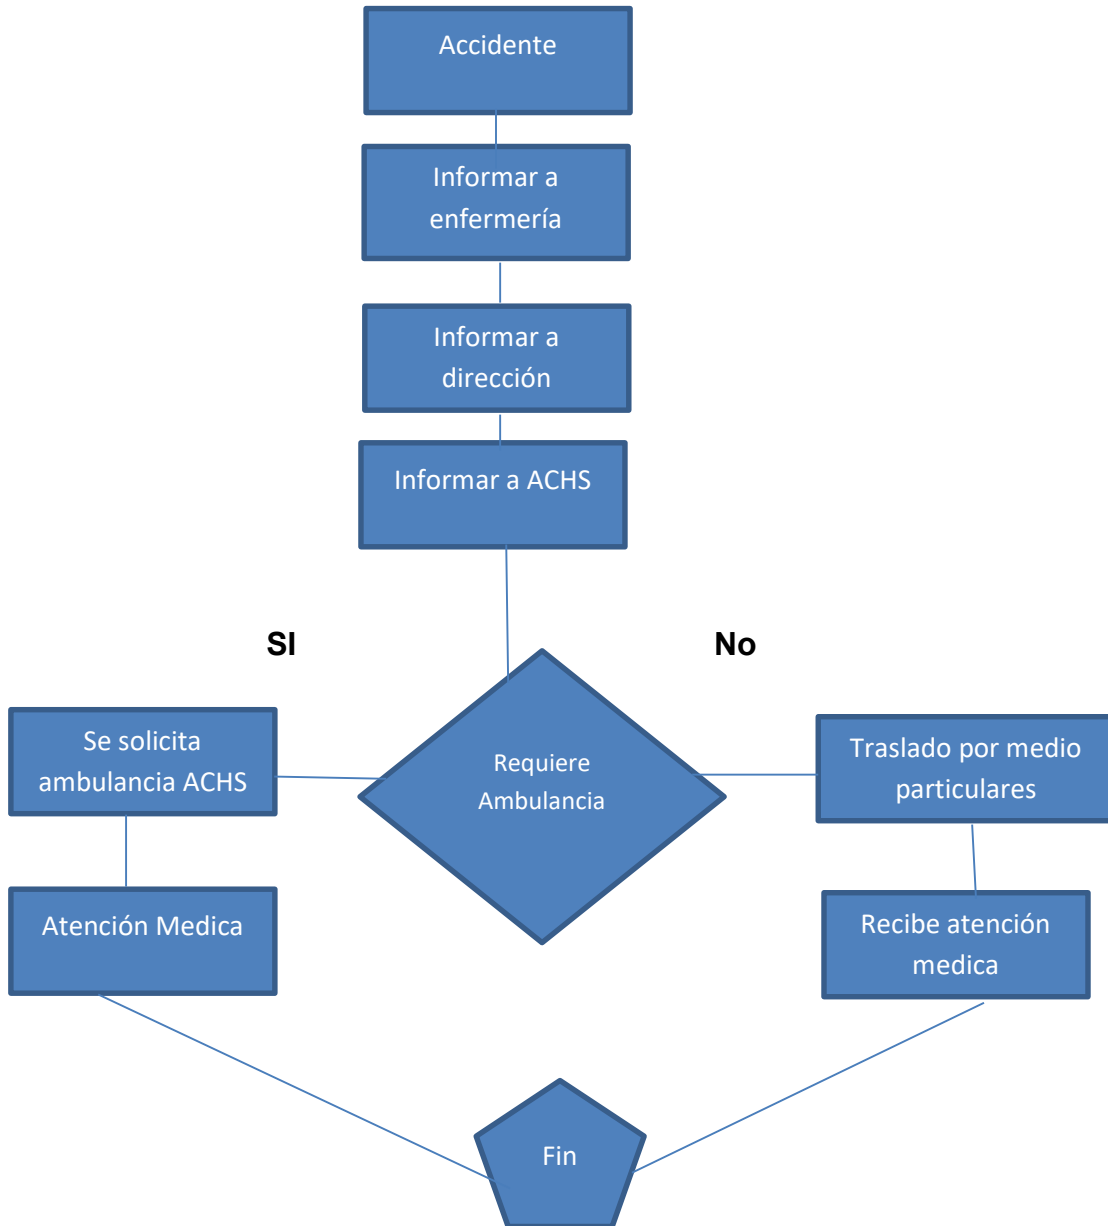 Accidente
Informar a
enfermería
Informar a
dirección
Informar a ACHS
SI
No
Se solicita
ambulancia ACHS
Requiere
Ambulancia
Traslado por medio
particulares
Atención Medica
Recibe atención
medica
Fin